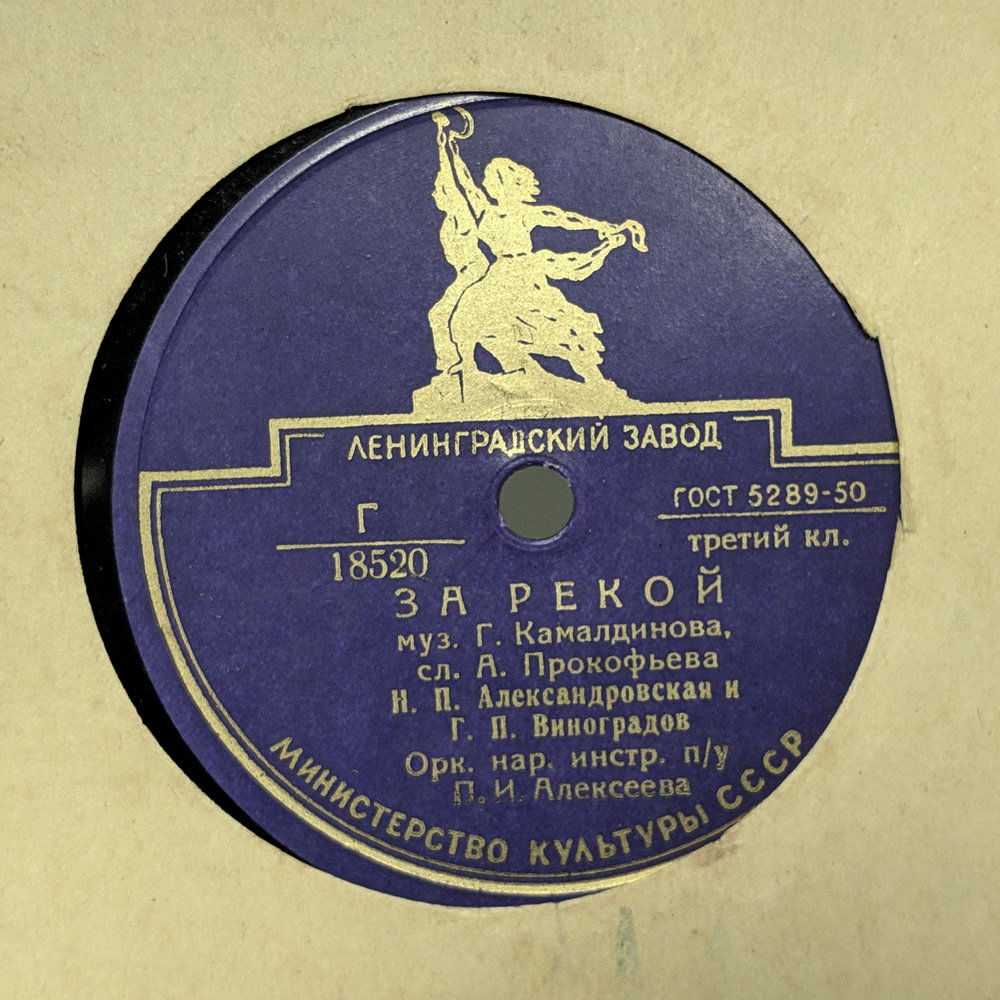 ЛЕНИНГРАДСКИЙ ЗАВОД
Г
18520
ГОСТ 5289-50
третий кл.
ЗА РЕКОЙ
муз. Г. Камалдинова,
сл. А. Прокофьева
Н. П. Александровская и
Г. П. Виноградов
Орк. нар. инстр. п/у
П. И. Алексеева
МИНИСТЕРСТВО КУЛЬТУРЫ СССР